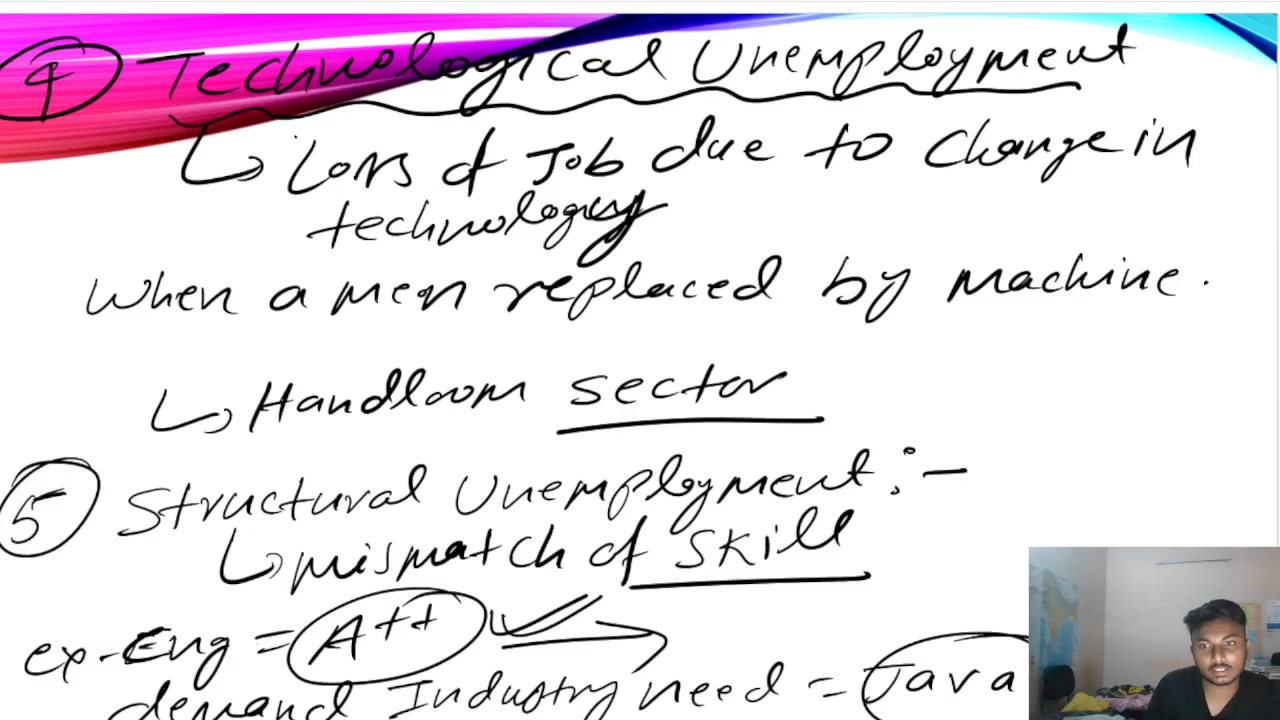 4 Technological Unemployment
Loss of Job due to change in
technology
When a men replaced by machine.
Handloom sector
5 Structural Unemployment :-
mismatch of skill
ex-Eng = A++
demand Industry need = Java